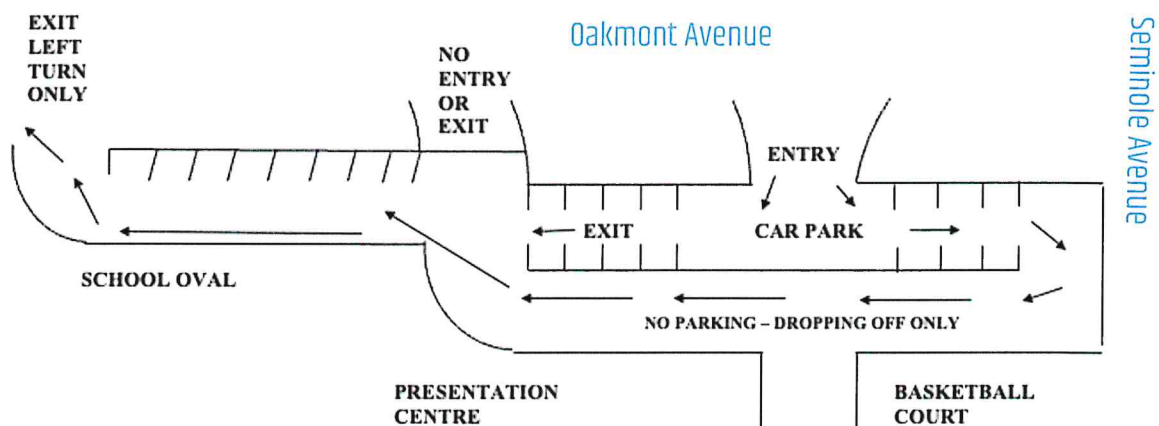 EXIT
LEFT
TURN
ONLY
NO
ENTRY
OR
EXIT
Oakmont Avenue
Seminole Avenue
ENTRY
EXIT
CAR PARK
SCHOOL OVAL
NO PARKING – DROPPING OFF ONLY
PRESENTATION
CENTRE
BASKETBALL
COURT